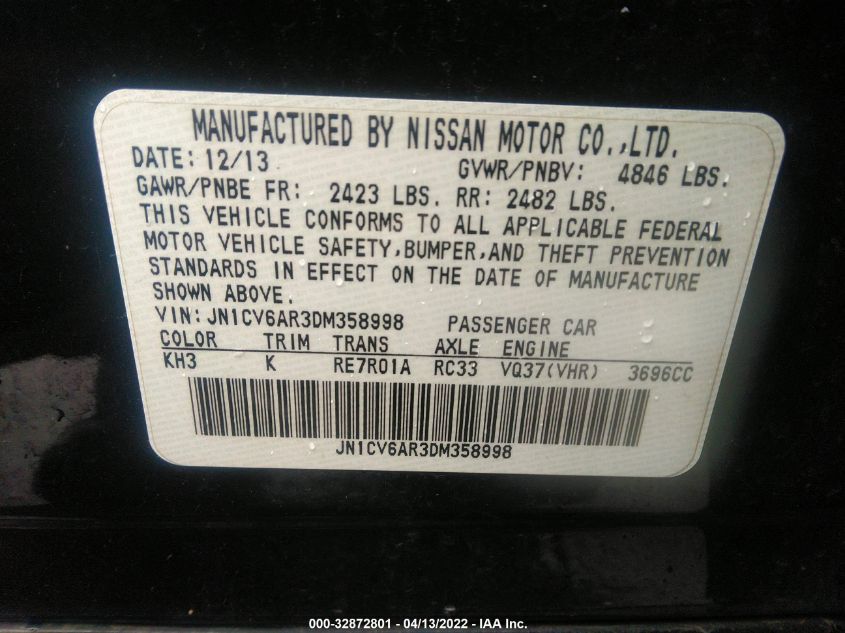 MANUFACTURED BY NISSAN MOTOR CO.,LTD.
DATE: 12/13 GVWR/PNBV: 4846 LBS.
GAWR/PNBE FR: 2423 LBS. RR: 2482 LBS.
THIS VEHICLE CONFORMS TO ALL APPLICABLE FEDERAL
MOTOR VEHICLE SAFETY,BUMPER,AND THEFT PREVENTION
STANDARDS IN EFFECT ON THE DATE OF MANUFACTURE
SHOWN ABOVE.
VIN:JN1CV6AR3DM358998 PASSENGER CAR
COLOR TRIM TRANS AXLE ENGINE
KH3 K RE7R01A RC33 VQ37(VHR) 3696CC
JN1CV6AR3DM358998
000-32872801 - 04/13/2022 - IAA Inc.